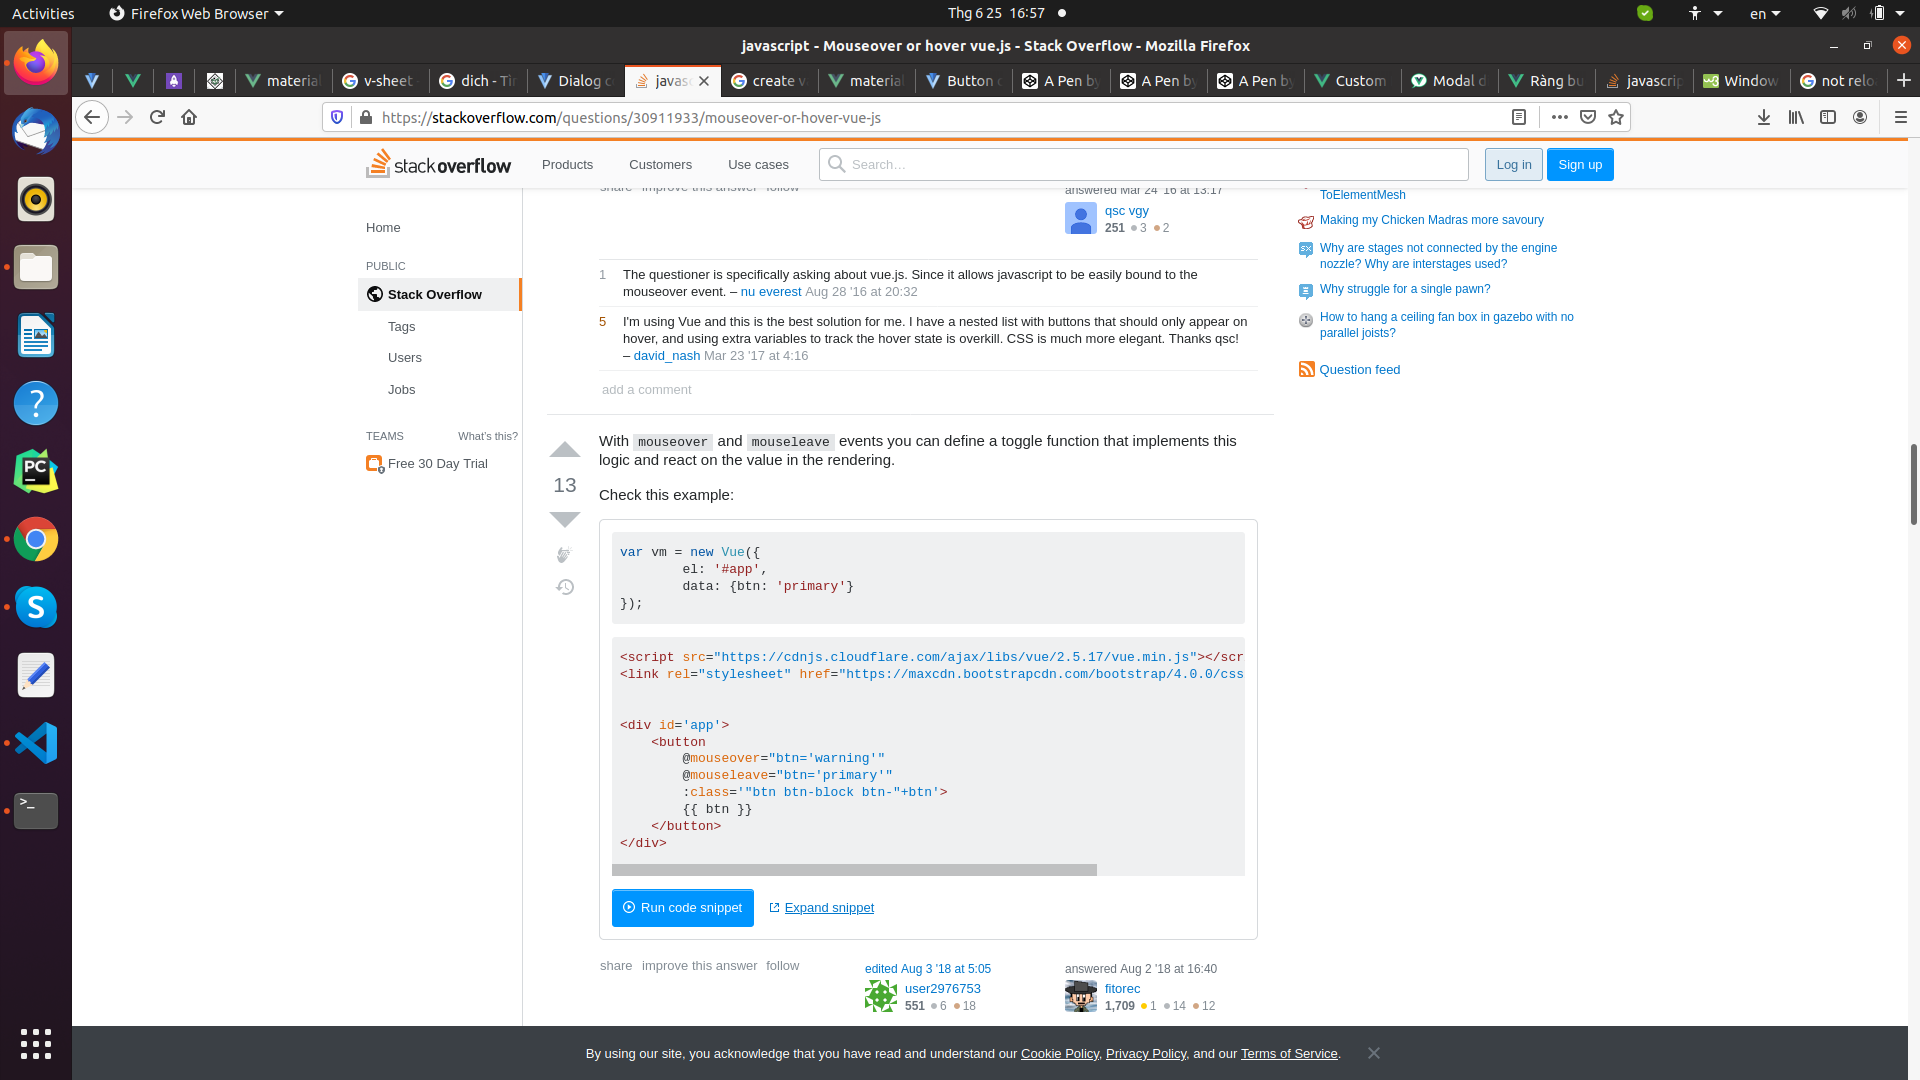 Activities
Firefox Web Browser
Thg 6 25 16:57
en
javascript - Mouseover or hover vue.js - Stack Overflow - Mozilla Firefox
material
v-sheet
dich - Tìn
Dialog c
javasc
create v
material
Button c
A Pen by
A Pen by
A Pen by
Custom
Modal d
Ràng bu
javascrip
Window
not relo
https://stackoverflow.com/questions/30911933/mouseover-or-hover-vue-js
stack overflow
Products
Customers
Use cases
Search…
Log in
Sign up
Home
PUBLIC
Stack Overflow
Tags
Users
Jobs
TEAMS
What's this?
Free 30 Day Trial
share improve this answer follow
answered Mar 24 '16 at 13:17
qsc vgy
251 3 2
1 The questioner is specifically asking about vue.js. Since it allows javascript to be easily bound to the
mouseover event. – nu everest Aug 28 '16 at 20:32
5 I'm using Vue and this is the best solution for me. I have a nested list with buttons that should only appear on
hover, and using extra variables to track the hover state is overkill. CSS is much more elegant. Thanks qsc!
– david_nash Mar 23 '17 at 4:16
add a comment
13
With mouseover and mouseleave events you can define a toggle function that implements this
logic and react on the value in the rendering.
Check this example:
var vm = new Vue({
el: '#app',
data: {btn: 'primary'}
});
<script src="https://cdnjs.cloudflare.com/ajax/libs/vue/2.5.17/vue.min.js"></scr
<link rel="stylesheet" href="https://maxcdn.bootstrapcdn.com/bootstrap/4.0.0/css
<div id='app'>
<button
@mouseover="btn='warning'"
@mouseleave="btn='primary'"
:class='"btn btn-block btn-"+btn'>
{{ btn }}
</button>
</div>
Run code snippet
Expand snippet
share improve this answer follow
edited Aug 3 '18 at 5:05
user2976753
551 6 18
answered Aug 2 '18 at 16:40
fitorec
1,709 1 14 12
ToElementMesh
Making my Chicken Madras more savoury
Why are stages not connected by the engine
nozzle? Why are interstages used?
Why struggle for a single pawn?
How to hang a ceiling fan box in gazebo with no
parallel joists?
Question feed
By using our site, you acknowledge that you have read and understand our Cookie Policy, Privacy Policy, and our Terms of Service.